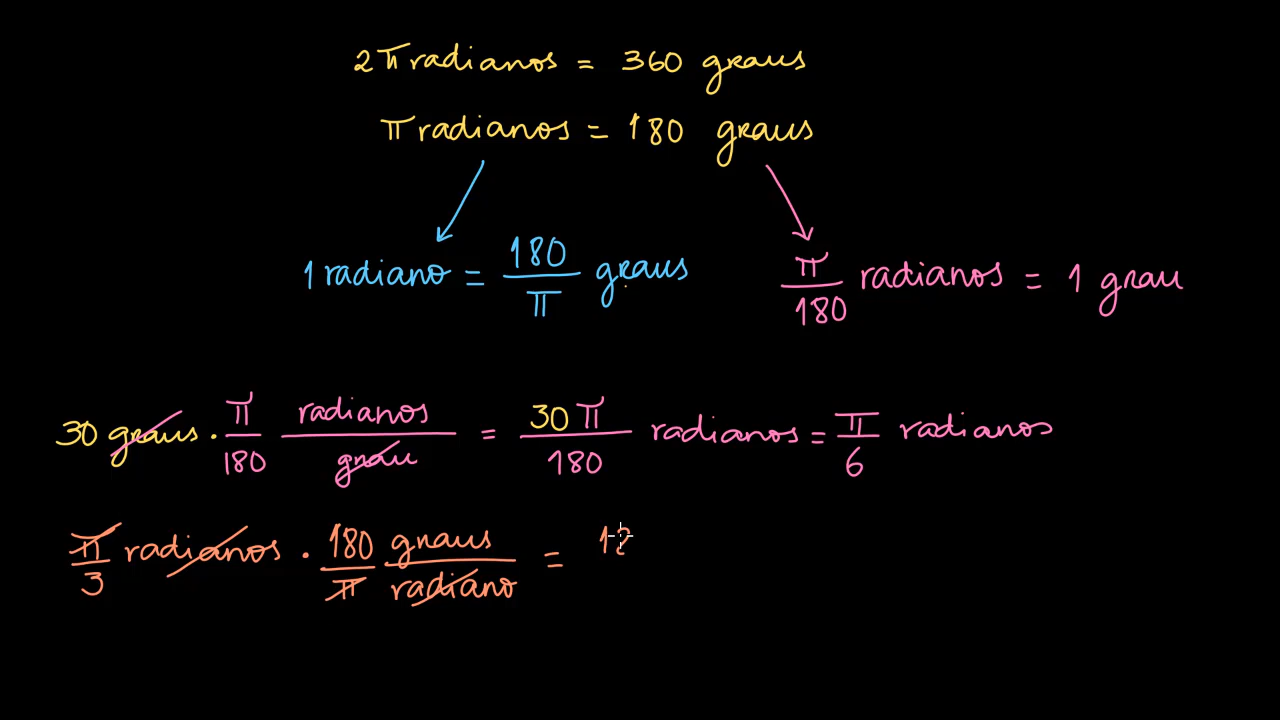 2π radianos = 360 graus
π radianos = 180 graus
1 radiano = 180/π graus
π/180 radianos = 1 grau
30 graus · π/180 radianos/grau = 30π/180 radianos = π/6 radianos
π/3 radianos · 180/π graus/radiano =